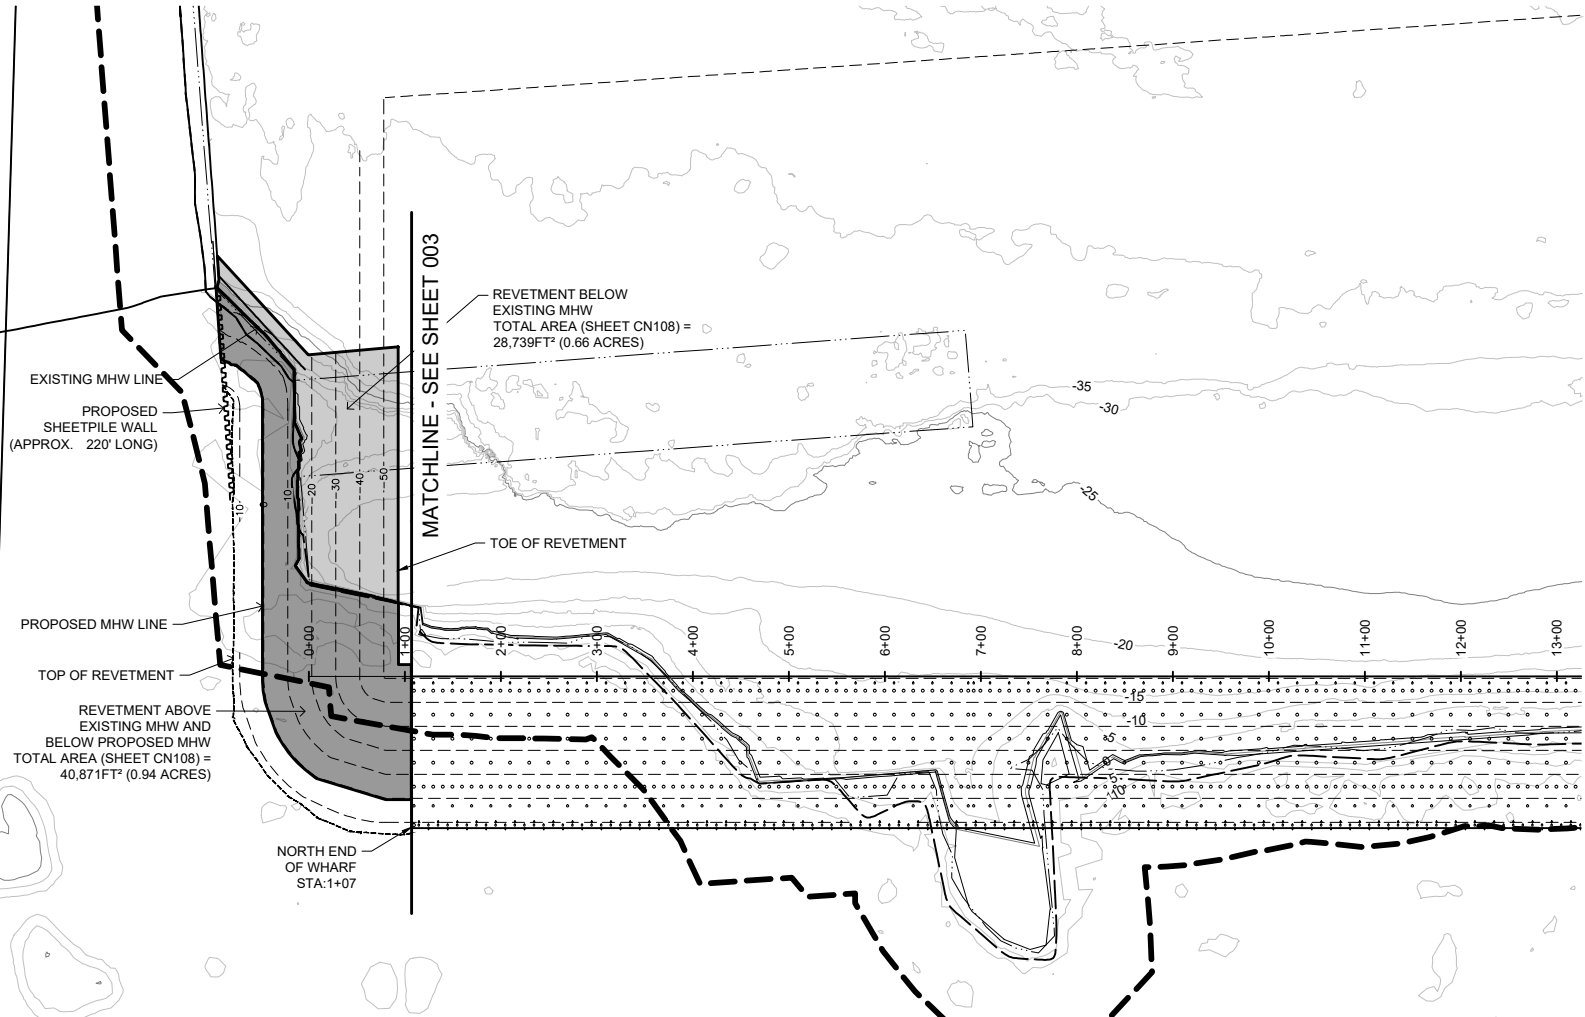 MATCHLINE - SEE SHEET 003
REVETMENT BELOW
EXISTING MHW
TOTAL AREA (SHEET CN108) =
28,739FT² (0.66 ACRES)
EXISTING MHW LINE
PROPOSED
SHEETPILE WALL
(APPROX. 220' LONG)
-35
-30
-25
10
0
-10
-20
-30
-40
-50
TOE OF REVETMENT
PROPOSED MHW LINE
TOP OF REVETMENT
0+00
1+00
2+00
3+00
4+00
5+00
6+00
7+00
8+00
9+00
10+00
11+00
12+00
13+00
-20
-15
-10
-5
0
5
10
REVETMENT ABOVE
EXISTING MHW AND
BELOW PROPOSED MHW
TOTAL AREA (SHEET CN108) =
40,871FT² (0.94 ACRES)
NORTH END
OF WHARF
STA:1+07